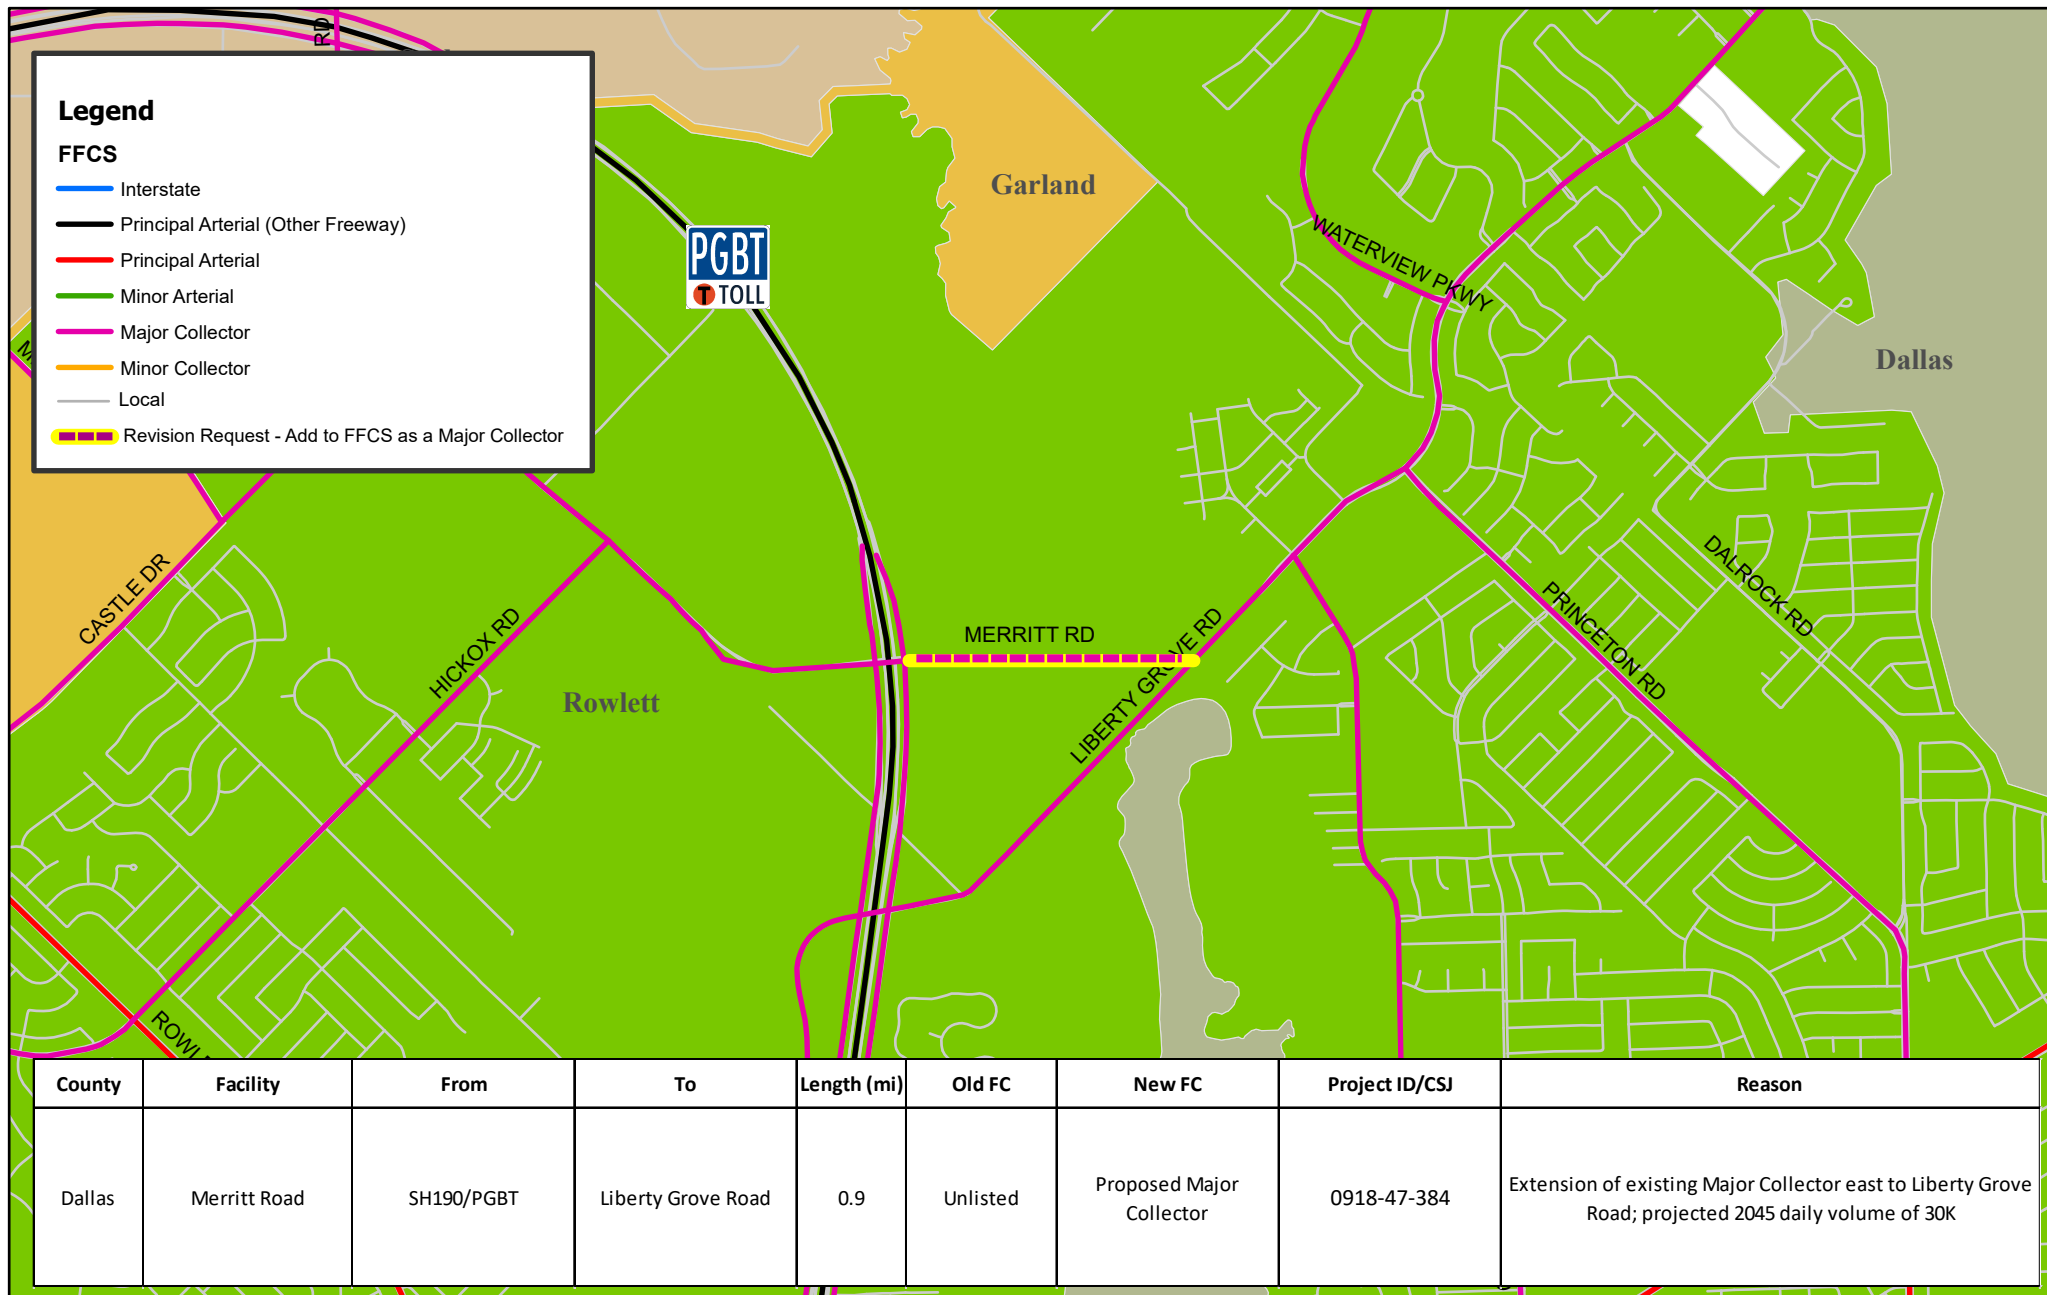 RD
Legend
FFCS
Interstate
Principal Arterial (Other Freeway)
Principal Arterial
Minor Arterial
Major Collector
Minor Collector
Local
Revision Request - Add to FFCS as a Major Collector
Garland
PGBT
T TOLL
WATERVIEW PKWY
Dallas
CASTLE DR
HICKOX RD
Rowlett
MERRITT RD
LIBERTY GROVE RD
PRINCETON RD
DALROCK RD
County Facility From To Length (mi) Old FC New FC Project ID/CSJ Reason
Dallas Merritt Road SH190/PGBT Liberty Grove Road 0.9 Unlisted Proposed Major Collector 0918-47-384 Extension of existing Major Collector east to Liberty Grove
Road; projected 2045 daily volume of 30K